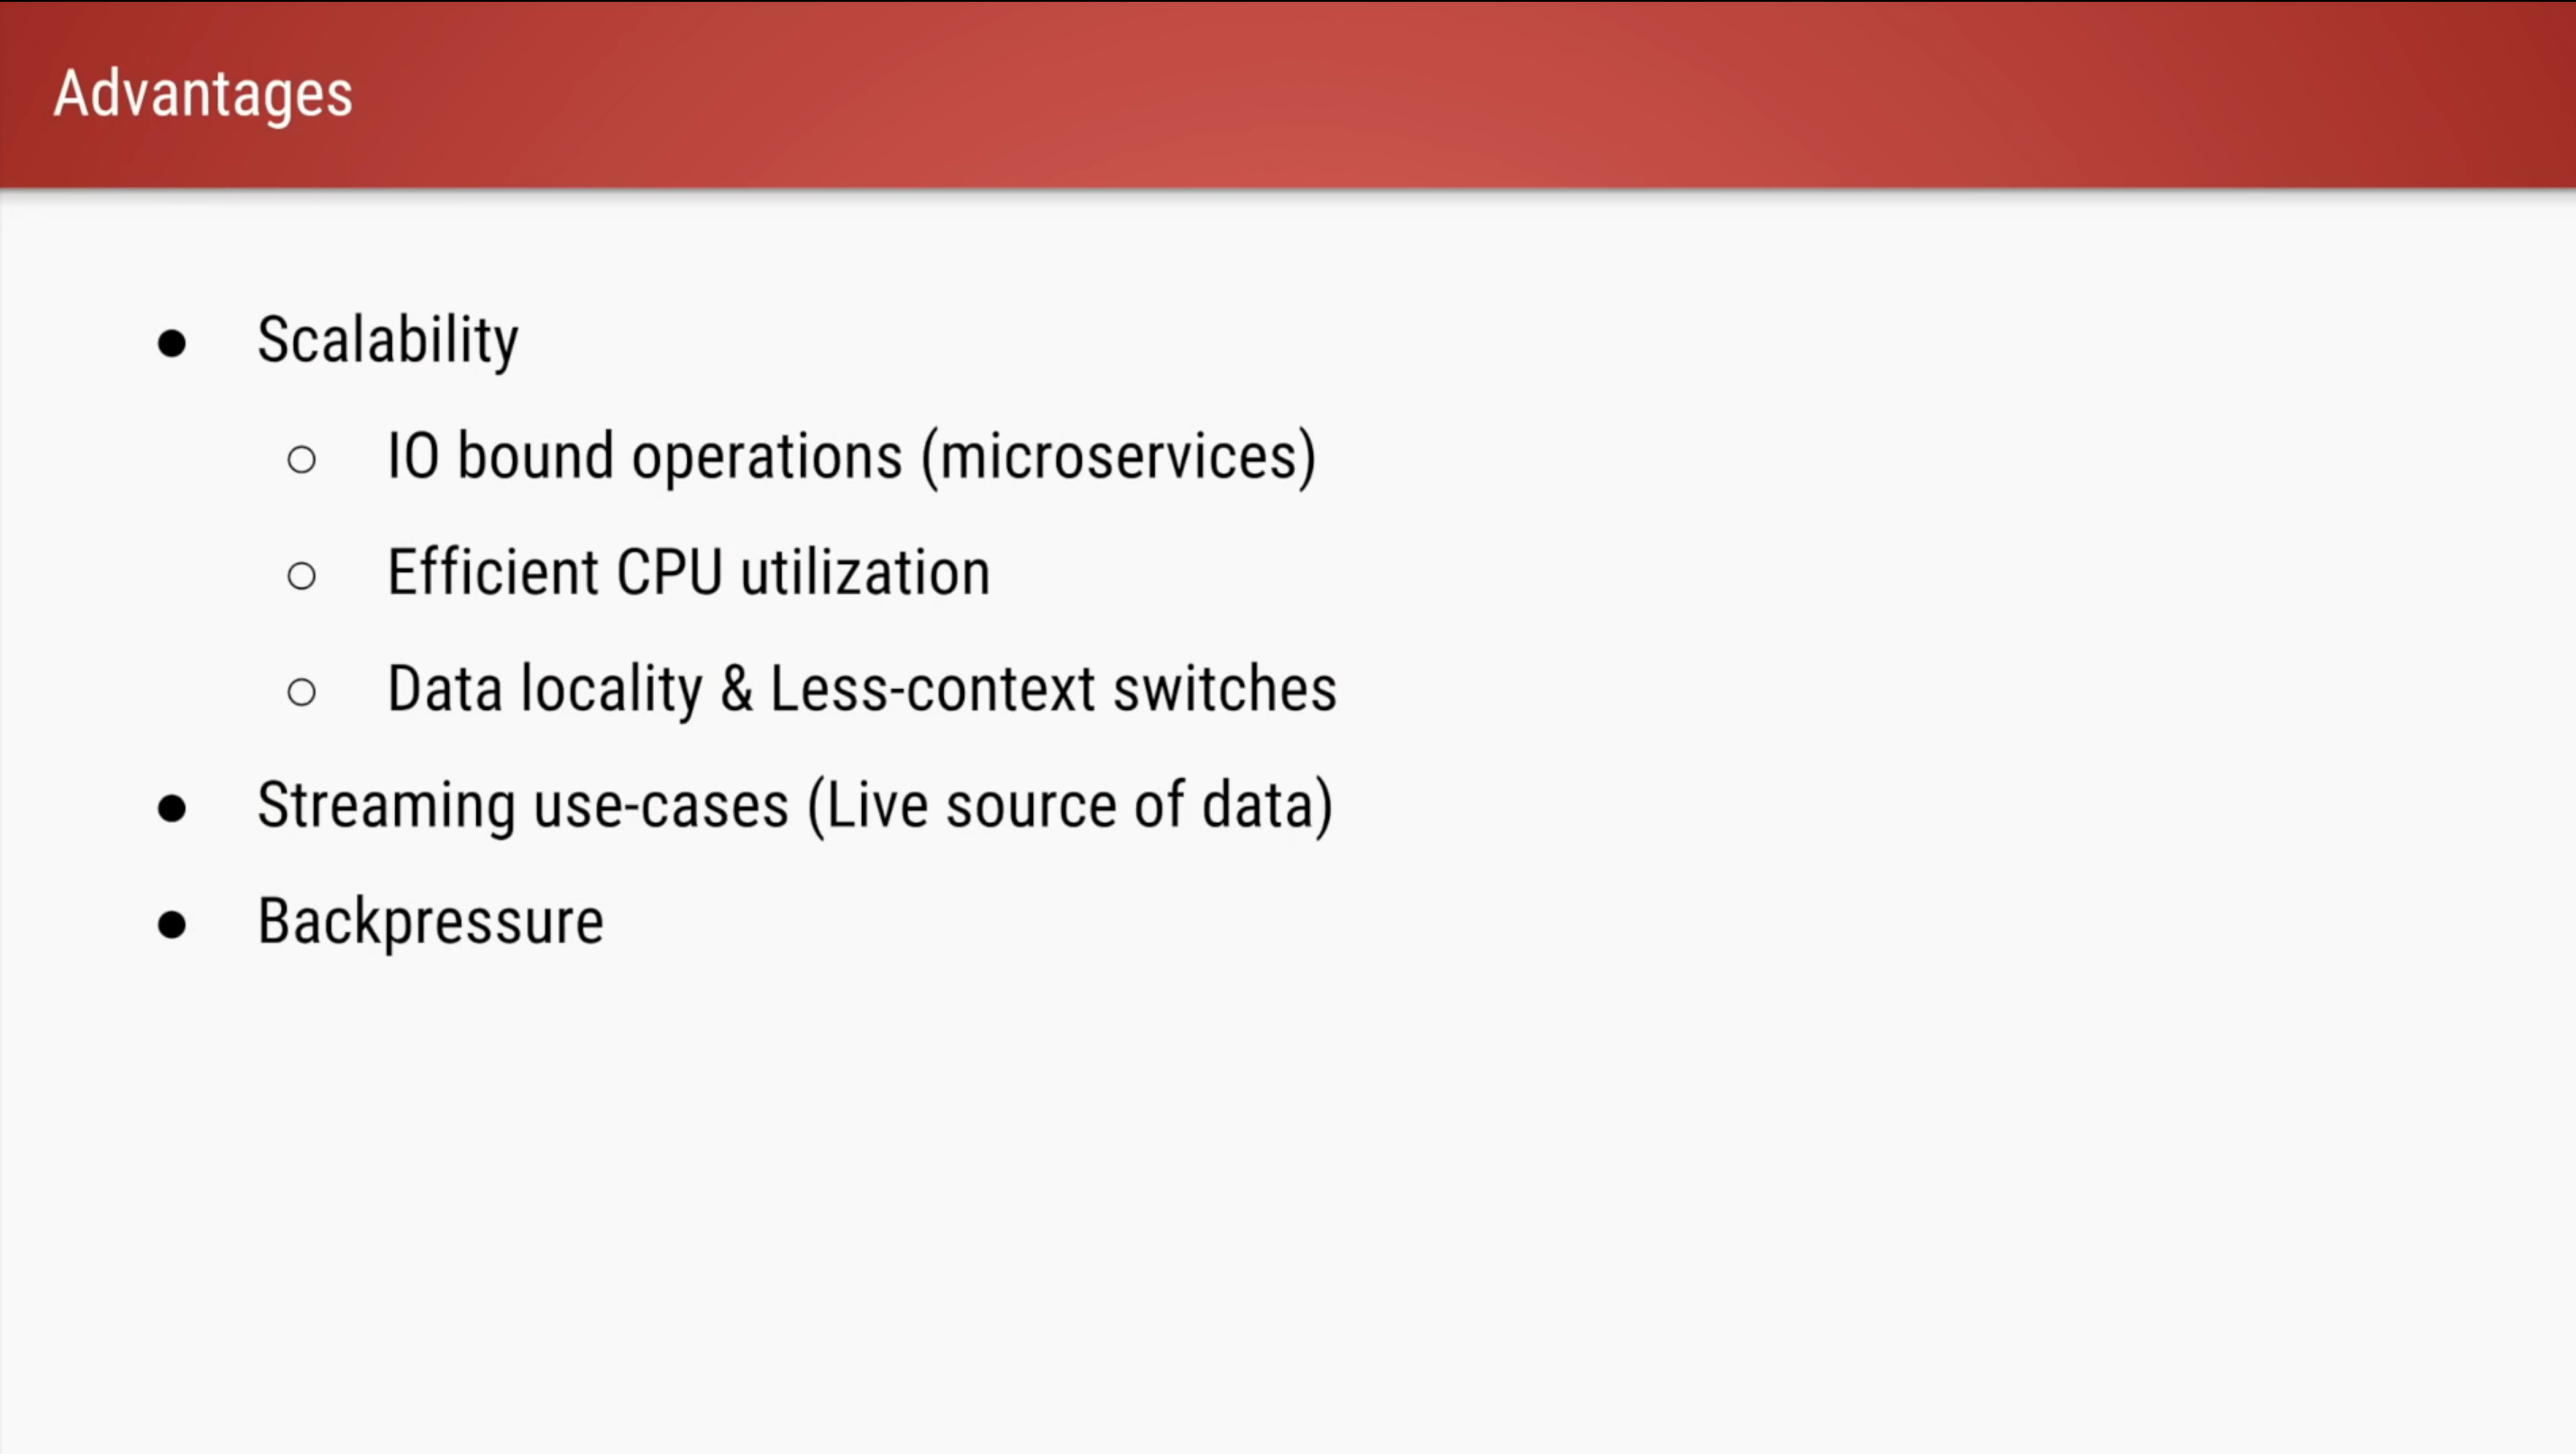 Advantages
● Scalability
○ IO bound operations (microservices)
○ Efficient CPU utilization
○ Data locality & Less-context switches
● Streaming use-cases (Live source of data)
● Backpressure